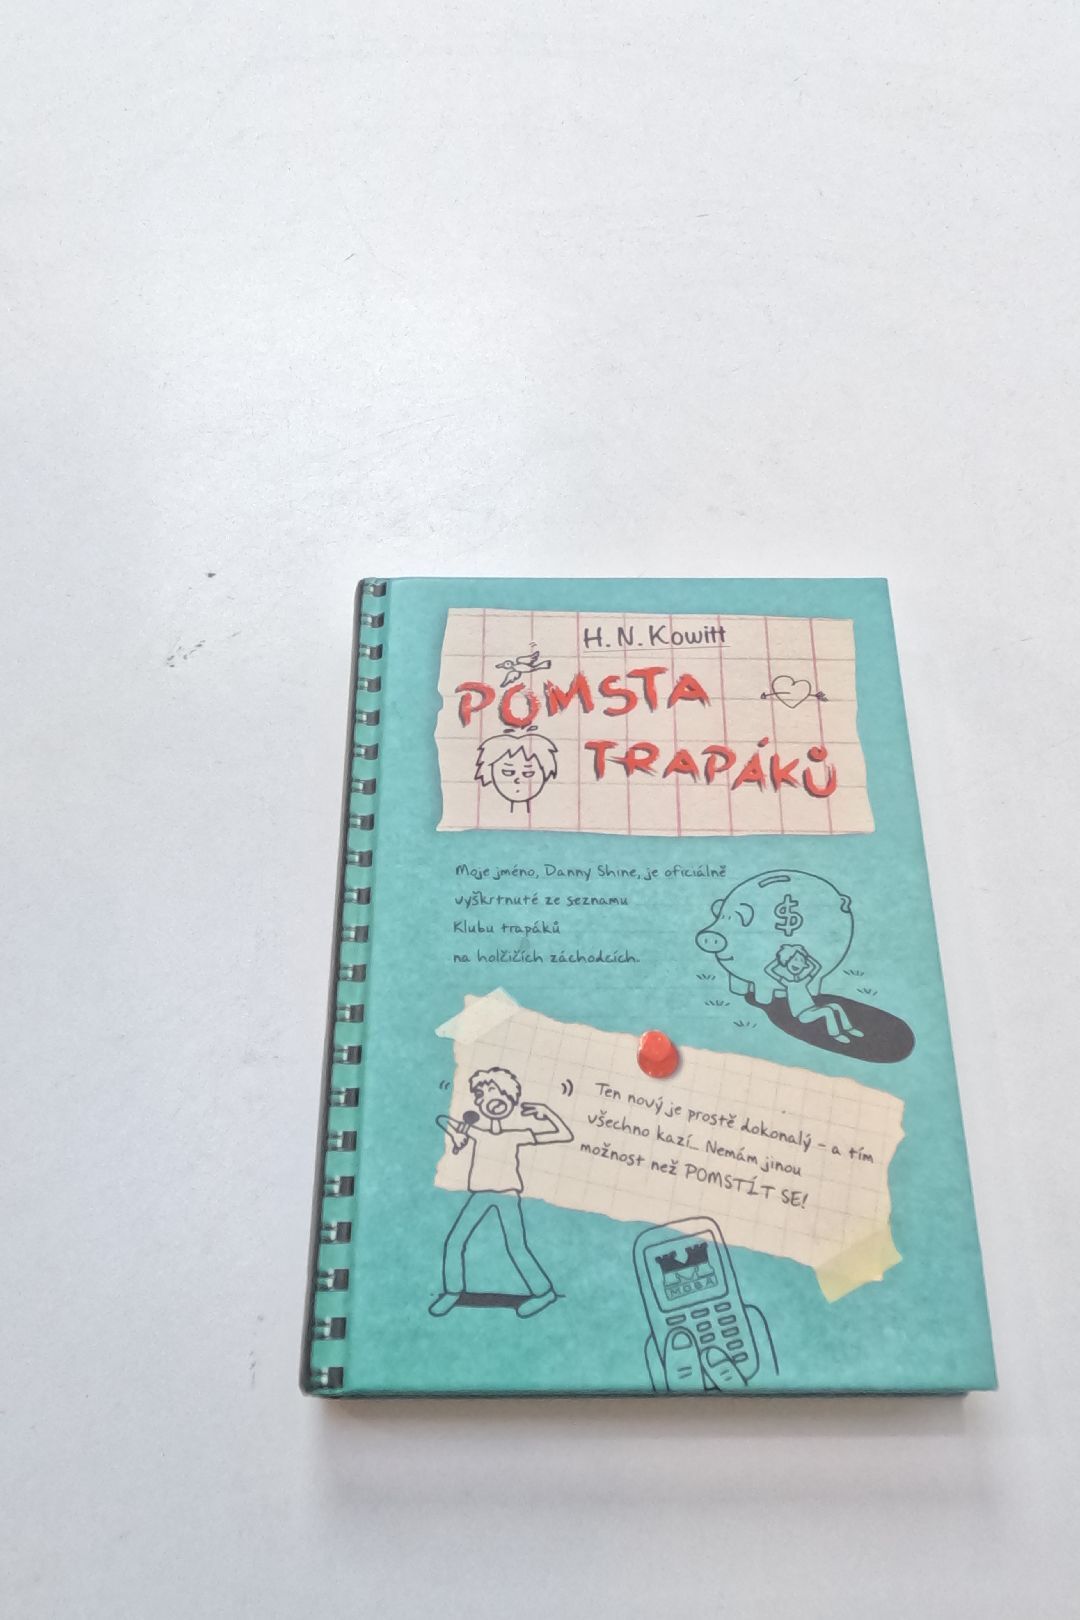 H. N. Kowitt
POMSTA
TRAPÁKŮ
Moje jméno, Danny Shine, je oficiálně
vyškrtnuté ze seznamu
Klubu trapáků
na holčičích záchodcích.
$
Ten nový je prostě dokonalý – a tím
všechno kazí... Nemám jinou
možnost než POMSTÍT SE!
MOBA